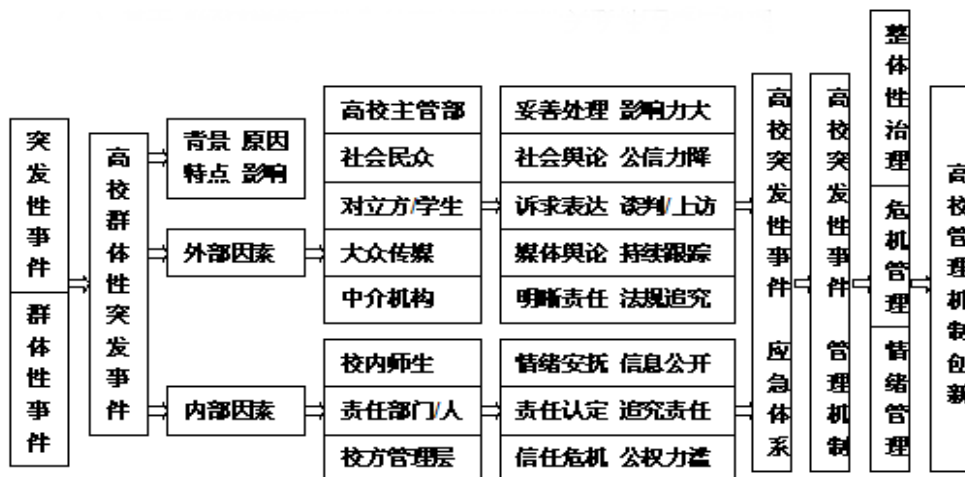 突发性事件
群体性事件
高校群体性突发事件
背景 原因
特点 影响
外部因素
内部因素
高校主管部
社会民众
对立方/学生
大众传媒
中介机构
校内师生
责任部门/人
校方管理层
妥善处理 影响力大
社会舆论 公信力降
诉求表达 谈判/上访
媒体舆论 持续跟踪
明晰责任 法规追究
情绪安抚 信息公开
责任认定 追究责任
信任危机 公权力滥
高校突发性事件 应急体系
高校突发性事件 管理机制
整体性治理
危机管理
情绪管理
高校管理机制创新